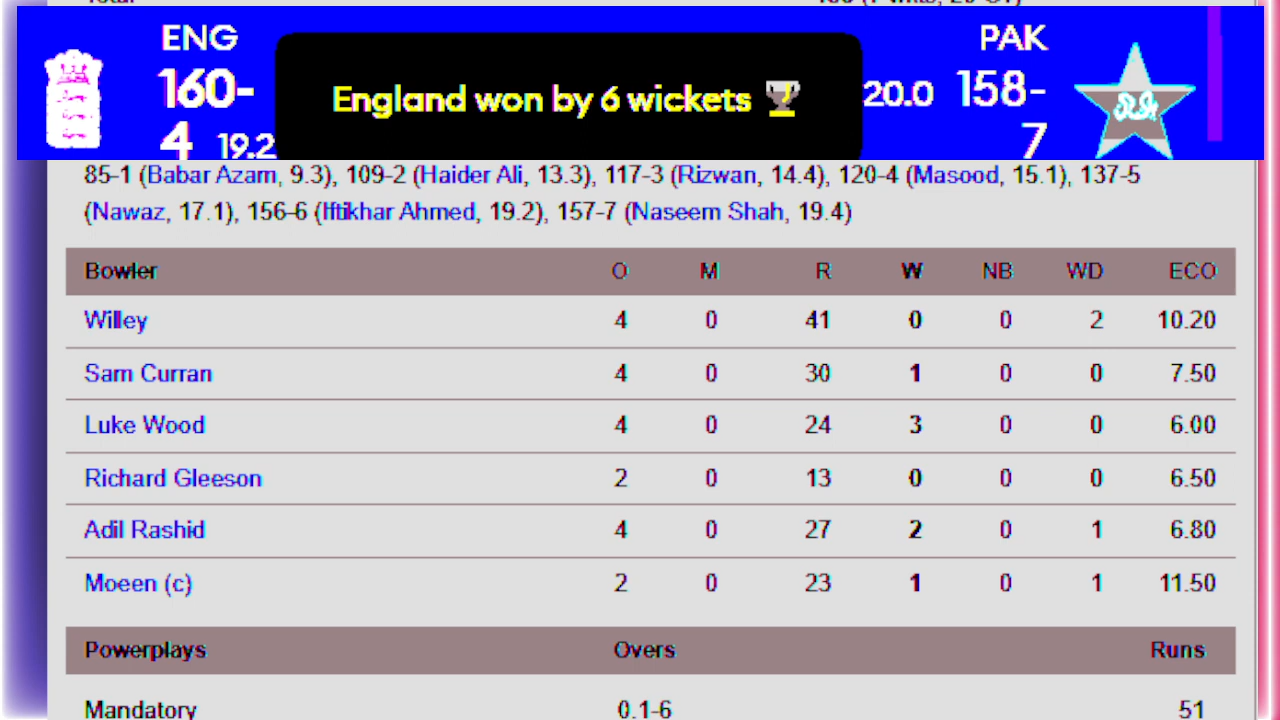 ENG
160-
4 19.2
England won by 6 wickets
PAK
20.0 158-
7
85-1 (Babar Azam, 9.3), 109-2 (Haider Ali, 13.3), 117-3 (Rizwan, 14.4), 120-4 (Masood, 15.1), 137-5
(Nawaz, 17.1), 156-6 (Iftikhar Ahmed, 19.2), 157-7 (Naseem Shah, 19.4)
Bowler O M R W NB WD ECO
Willey 4 0 41 0 0 2 10.20
Sam Curran 4 0 30 1 0 0 7.50
Luke Wood 4 0 24 3 0 0 6.00
Richard Gleeson 2 0 13 0 0 0 6.50
Adil Rashid 4 0 27 2 0 1 6.80
Moeen (c) 2 0 23 1 0 1 11.50
Powerplays Overs Runs
Mandatory 0.1-6 51